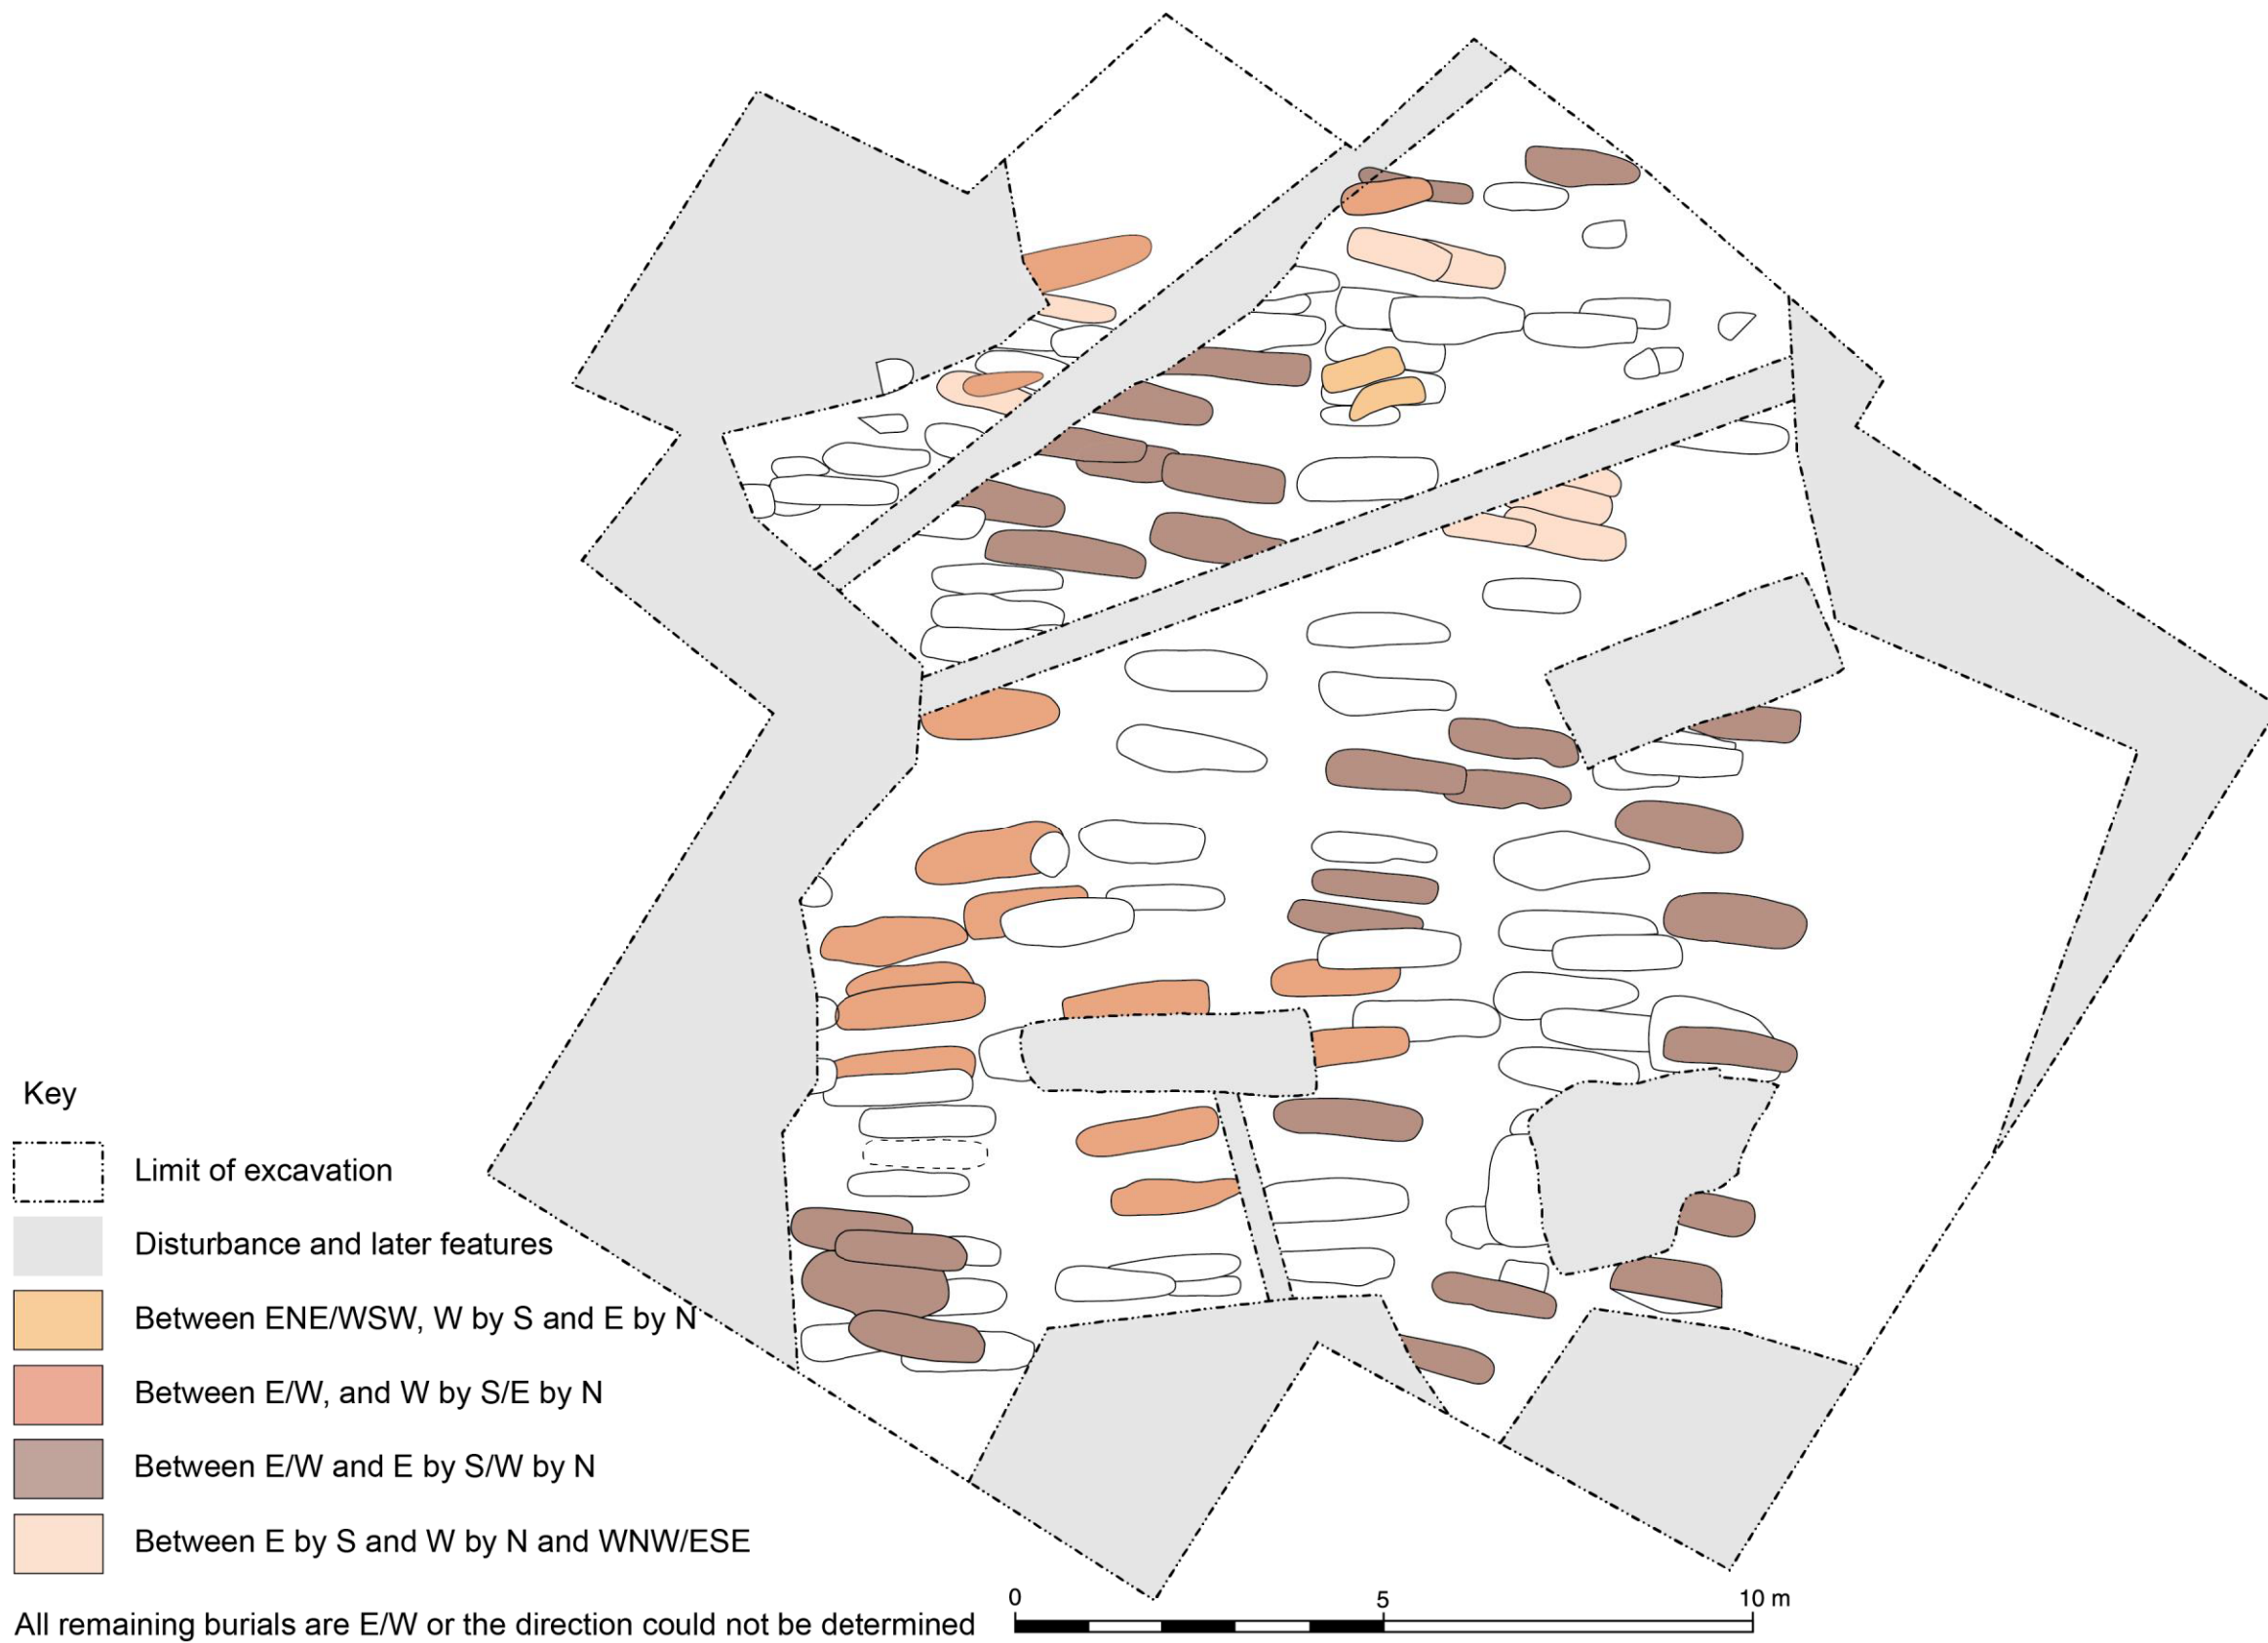 Key
Limit of excavation
Disturbance and later features
Between ENE/WSW, W by S and E by N
Between E/W, and W by S/E by N
Between E/W and E by S/W by N
Between E by S and W by N and WNW/ESE
All remaining burials are E/W or the direction could not be determined
0 5 10 m